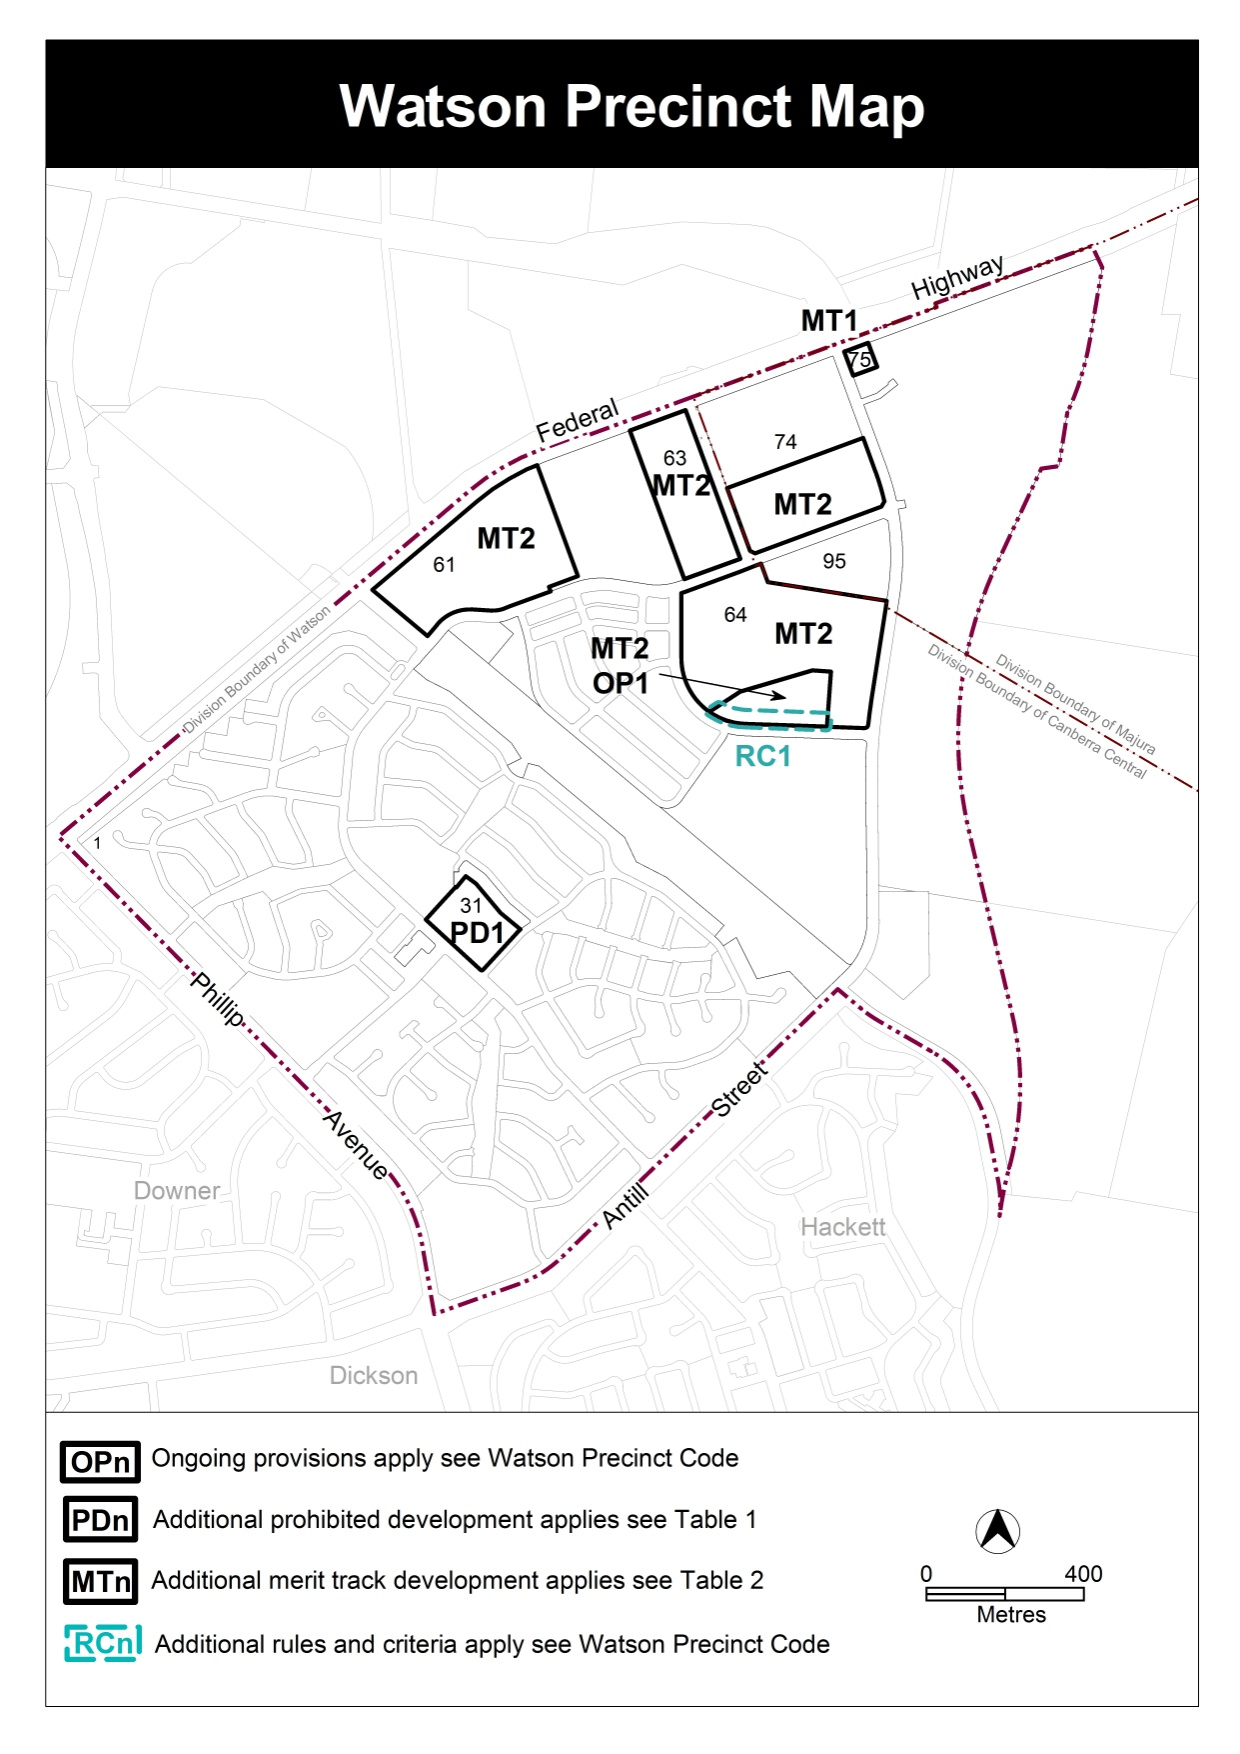 Watson Precinct Map
Highway
MT1
75
Federal
74
63
MT2
MT2
MT2
61
95
64
MT2
MT2
OP1
RC1
Division Boundary of Watson
Division Boundary of Majura
Division Boundary of Canberra Central
1
31
PD1
Phillip
Avenue
Street
Antill
Downer
Hackett
Dickson
OPn Ongoing provisions apply see Watson Precinct Code
PDn Additional prohibited development applies see Table 1
MTn Additional merit track development applies see Table 2
RCn Additional rules and criteria apply see Watson Precinct Code
0 400
Metres